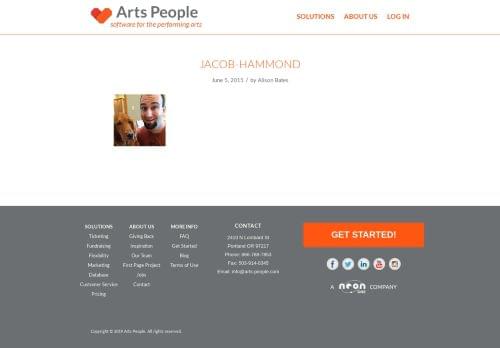 Arts People
software for the performing arts
SOLUTIONS ABOUT US LOG IN
JACOB-HAMMOND
June 5, 2015 / by Alison Bates
SOLUTIONS
Ticketing
Fundraising
Flexibility
Marketing
Database
Customer Service
Pricing
ABOUT US
Giving Back
Inspiration
Our Team
First Page Project
Jobs
Contact
MORE INFO
FAQ
Get Started
Blog
Terms of Use
CONTACT
2410 N Lombard St
Portland OR 97217
Phone: 866-768-7853
Fax: 503-914-0345
Email: info@arts-people.com
GET STARTED!
A neon one COMPANY
Copyright © 2019 Arts People. All rights reserved.